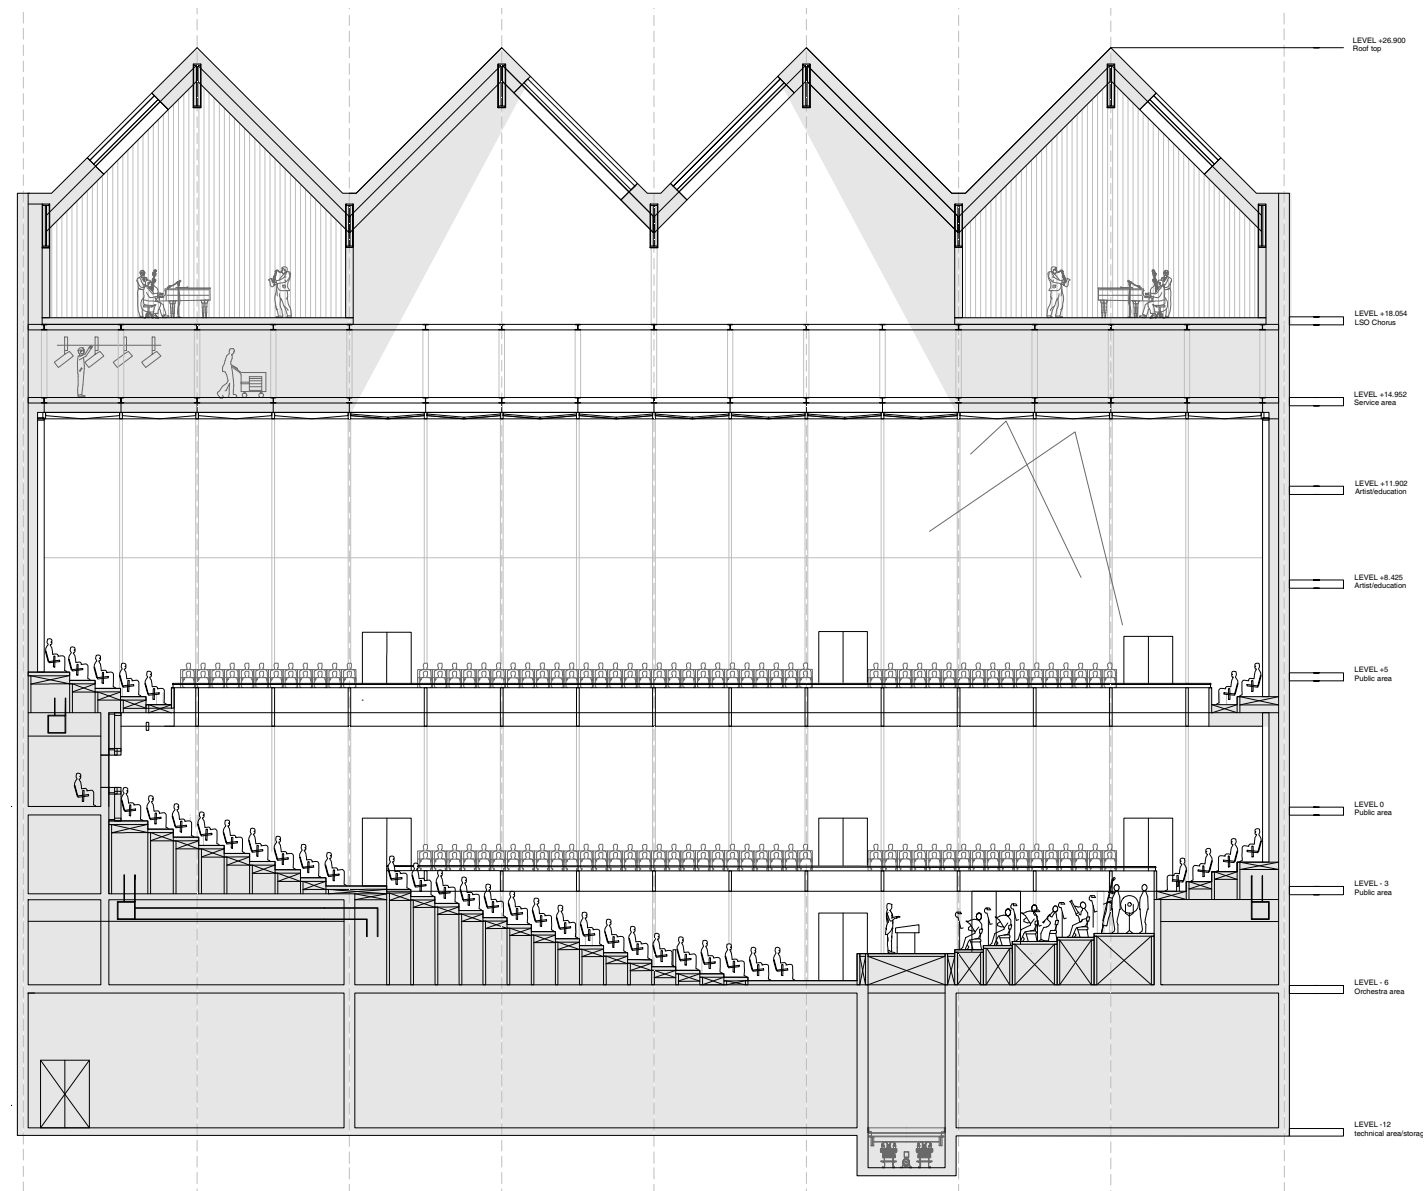 LEVEL +26.900
Roof top
LEVEL +18.054
LSO Chorus
LEVEL +14.952
Service area
LEVEL +11.902
Artist/education
LEVEL +8.425
Artist/education
LEVEL +5
Public area
LEVEL 0
Public area
LEVEL - 3
Public area
LEVEL - 6
Orchestra area
LEVEL -12
technical area/storag